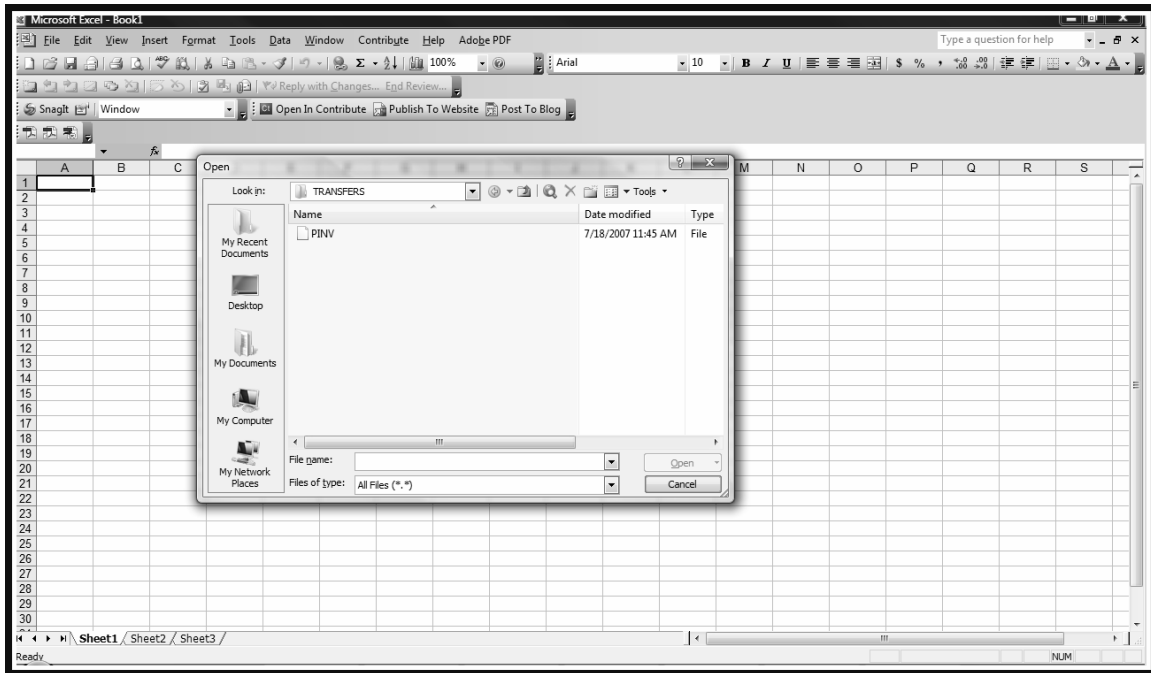 Microsoft Excel - Book1
File Edit View Insert Format Tools Data Window Contribute Help Adobe PDF Type a question for help
100% Arial 10 B I U $ % ,
Reply with Changes... End Review...
SnagIt Window Open In Contribute Publish To Website Post To Blog
fx
A B C M N O P Q R S
Open
Look in: TRANSFERS Tools
Name Date modified Type
PINV 7/18/2007 11:45 AM File
My Recent
Documents
Desktop
My Documents
My Computer
My Network
Places
File name: Open
Files of type: All Files (*.*) Cancel
1
2
3
4
5
6
7
8
9
10
11
12
13
14
15
16
17
18
19
20
21
22
23
24
25
26
27
28
29
30
Sheet1 Sheet2 Sheet3
Ready NUM